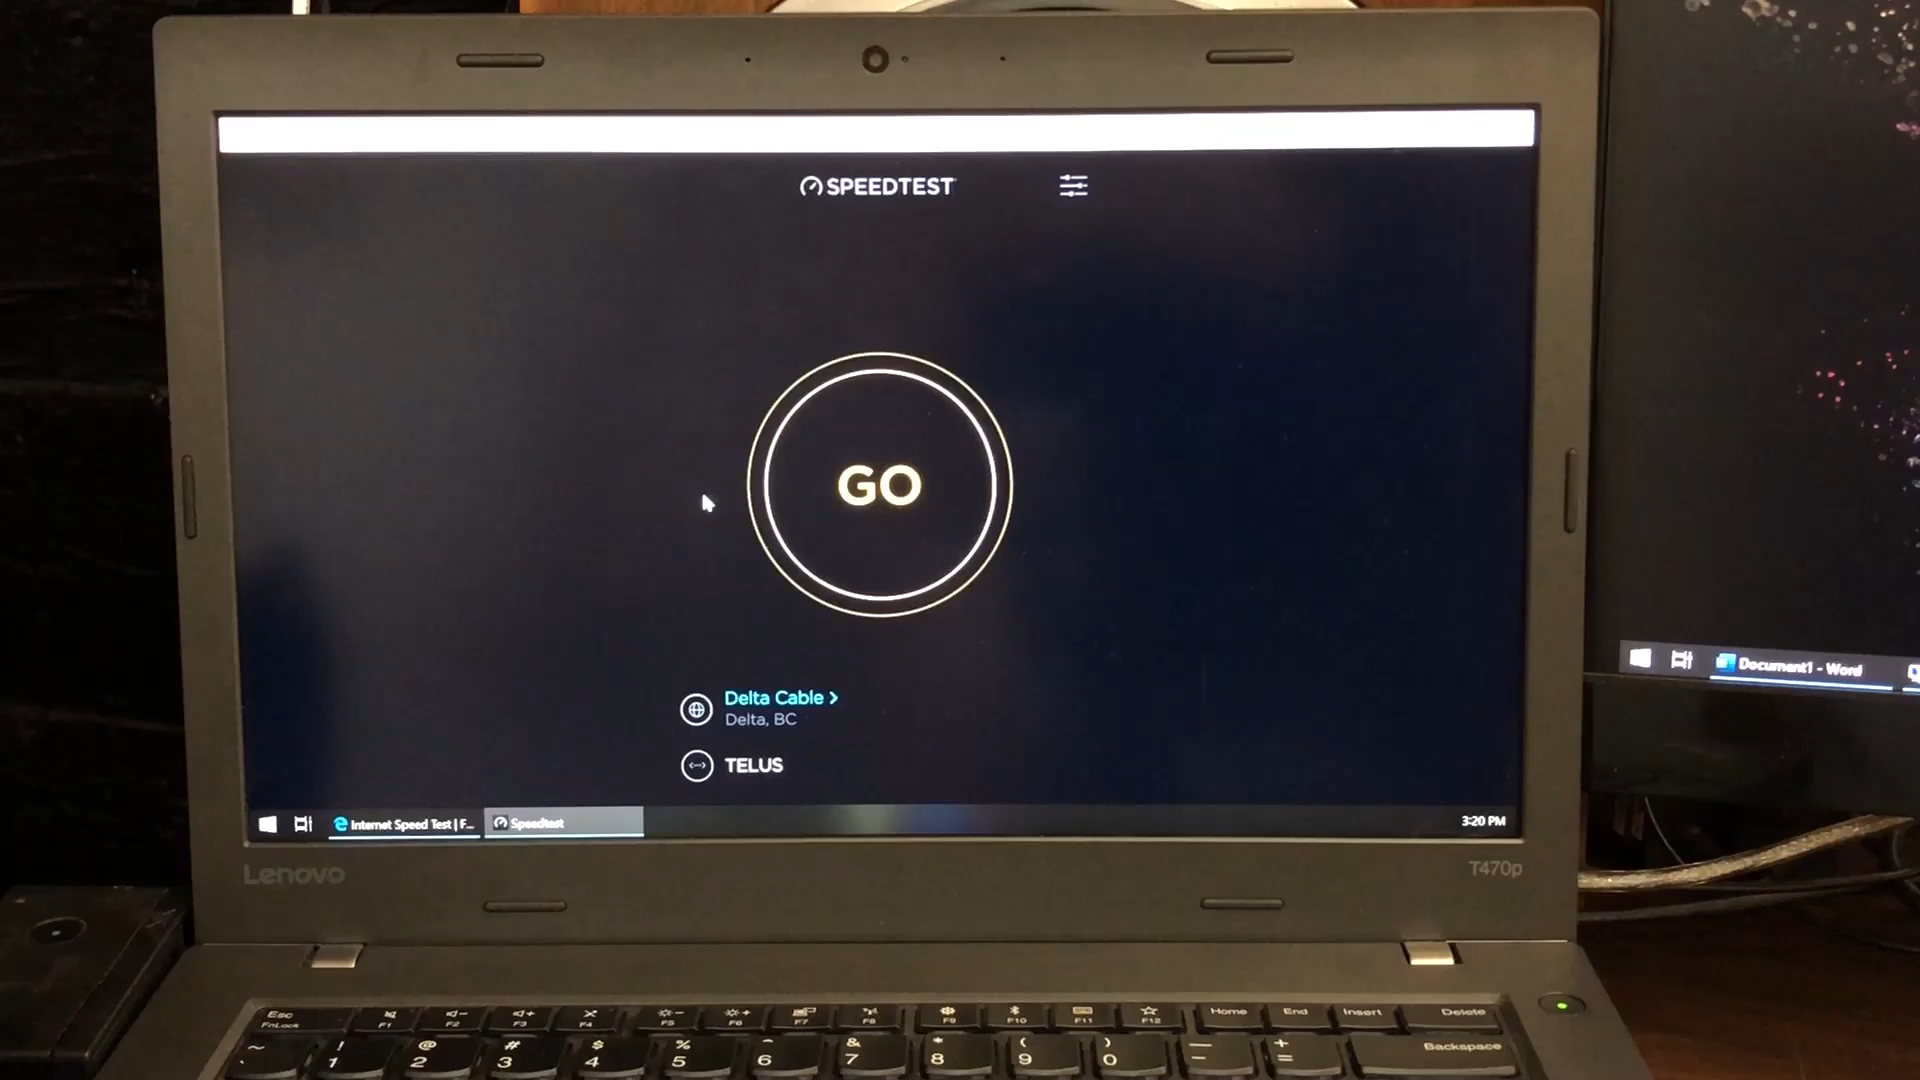 SPEEDTEST
GO
Delta Cable >
Delta, BC
TELUS
Document1 - Word
Internet Speed Test | F...
Speedtest
3:20 PM
Lenovo
T470p
Esc
FnLock
F1
F2
F3
F4
F5
F6
F7
F8
F9
F10
F11
F12
Home
End
Insert
Delete
~ ! @ # $ % ^ & * ( ) — +
` 1 2 3 4 5 6 7 8 9 0 - =
Backspace